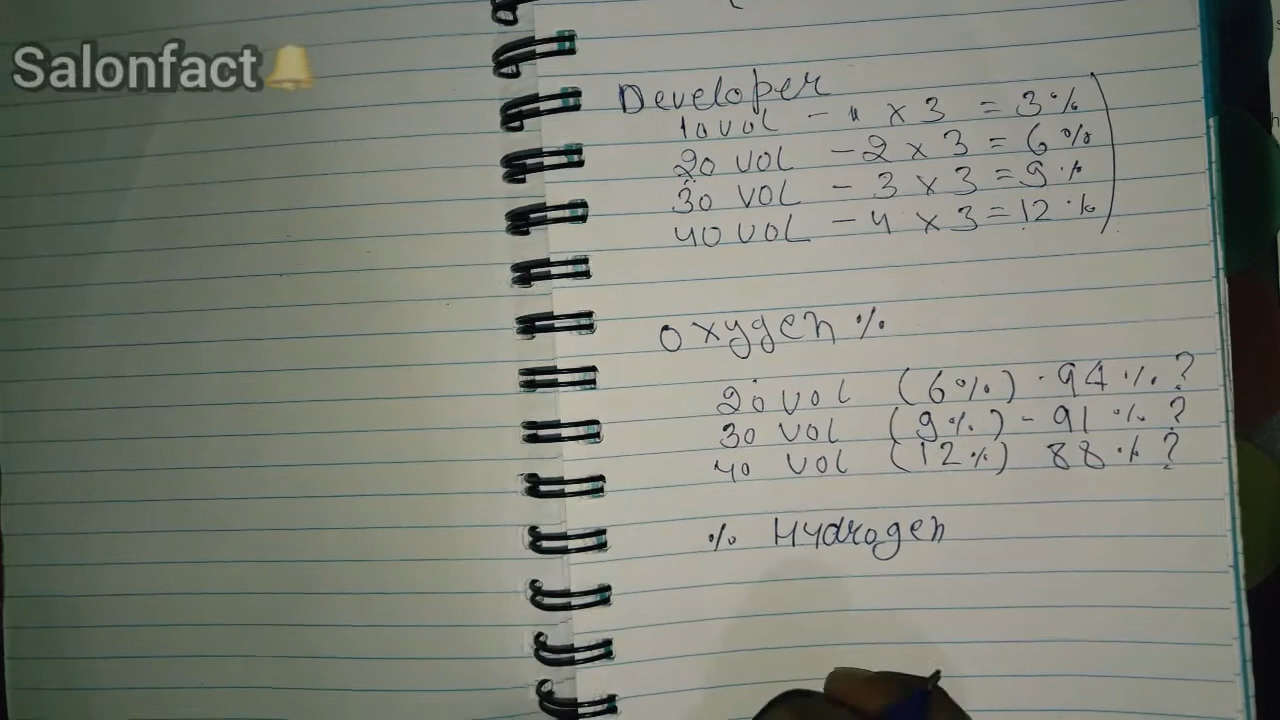 Salonfact
Developer
10 VOL - 1 x 3 = 3%
20 VOL - 2 x 3 = 6%
30 VOL - 3 x 3 = 9%
40 VOL - 4 x 3 = 12%
Oxygen %
20 VOL (6%) - 94%?
30 VOL (9%) - 91%?
40 VOL (12%) 88%?
% Hydrogen